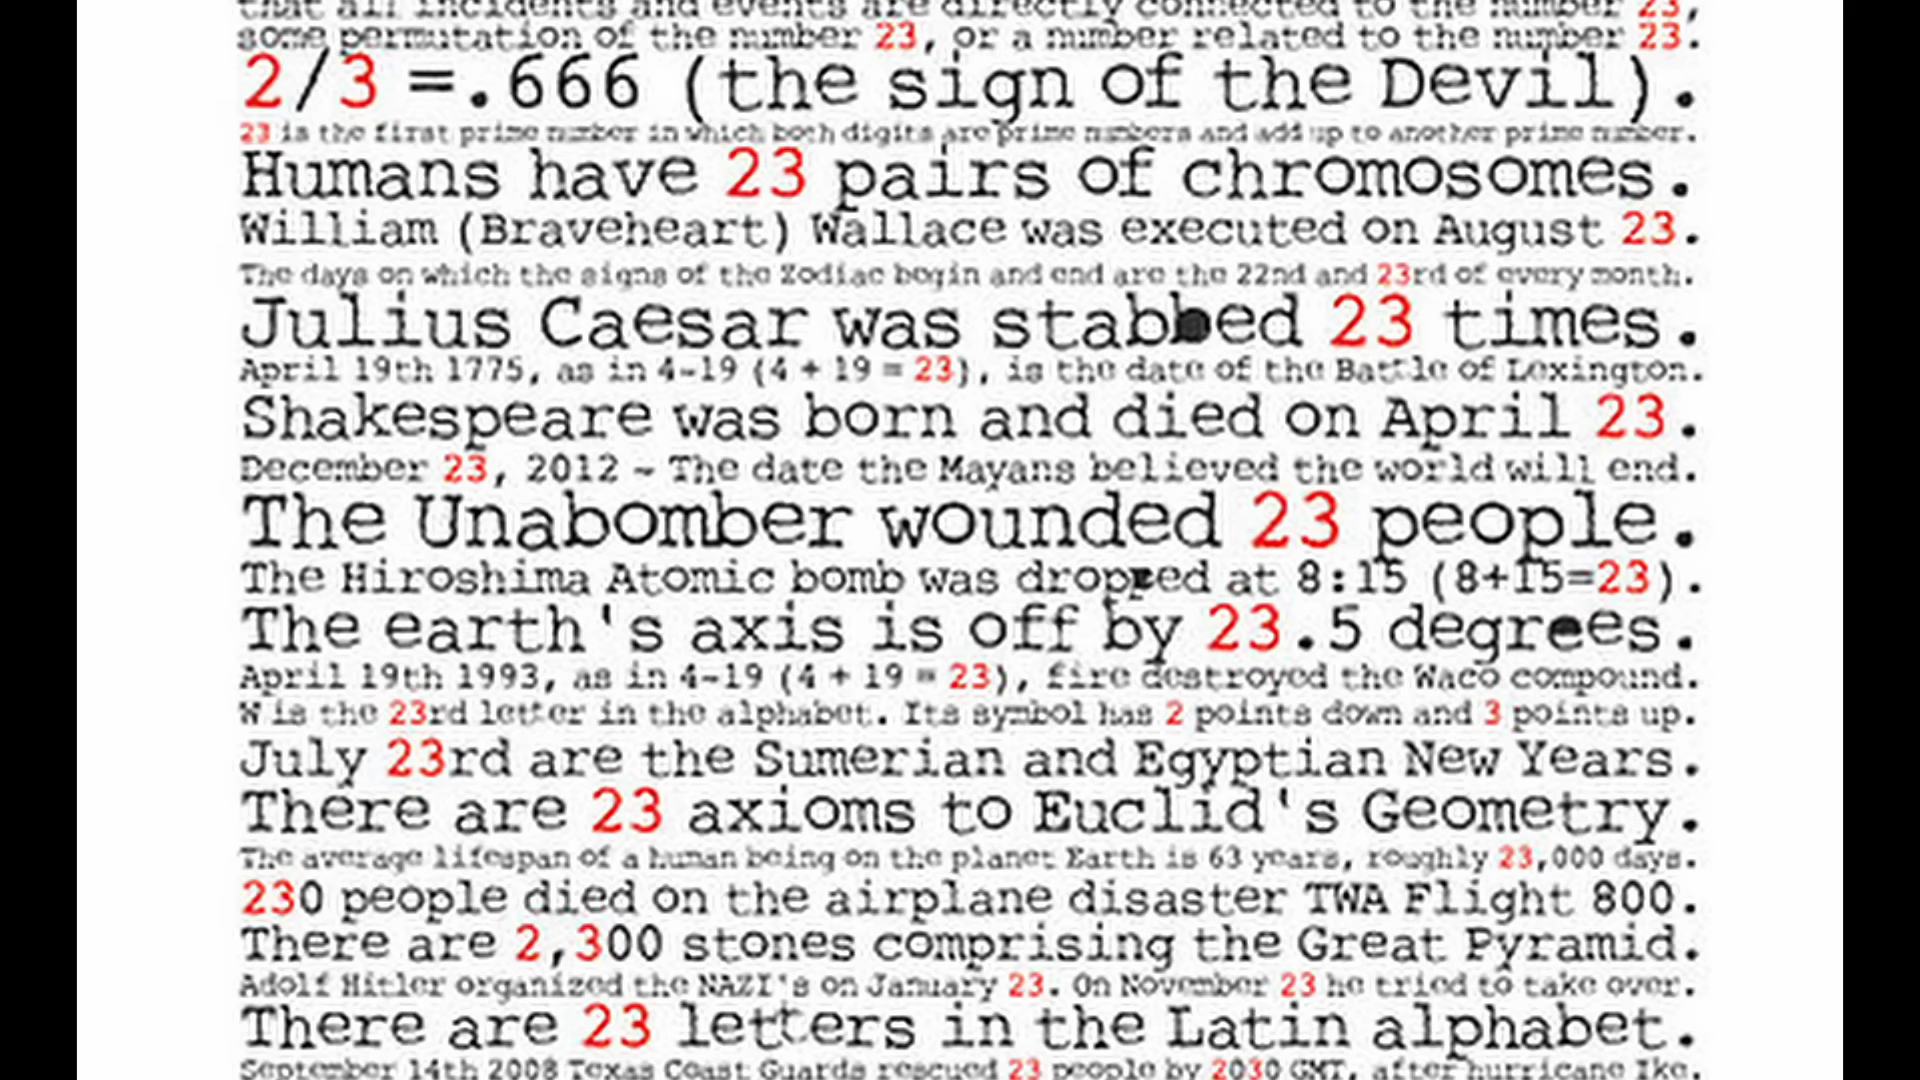 that all incidents and events are directly connected to the number 23,
some permutation of the number 23, or a number related to the number 23.
2/3 =.666 (the sign of the Devil).
23 is the first prime number in which both digits are prime numbers and add up to another prime number.
Humans have 23 pairs of chromosomes.
William (Braveheart) Wallace was executed on August 23.
The days on which the signs of the Zodiac begin and end are the 22nd and 23rd of every month.
Julius Caesar was stabbed 23 times.
April 19th 1775, as in 4-19 (4 + 19 = 23), is the date of the Battle of Lexington.
Shakespeare was born and died on April 23.
December 23, 2012 ~ The date the Mayans believed the world will end.
The Unabomber wounded 23 people.
The Hiroshima Atomic bomb was dropped at 8:15 (8+15=23).
The earth's axis is off by 23.5 degrees.
April 19th 1993, as in 4-19 (4 + 19 = 23), fire destroyed the Waco compound.
W is the 23rd letter in the alphabet. Its symbol has 2 points down and 3 points up.
July 23rd are the Sumerian and Egyptian New Years.
There are 23 axioms to Euclid's Geometry.
The average lifespan of a human being on the planet Earth is 63 years, roughly 23,000 days.
230 people died on the airplane disaster TWA Flight 800.
There are 2,300 stones comprising the Great Pyramid.
Adolf Hitler organized the NAZI's on January 23. On November 23 he tried to take over.
There are 23 letters in the Latin alphabet.
September 14th 2008 Texas Coast Guards rescued 23 people by 2030 GMT, after hurricane Ike.